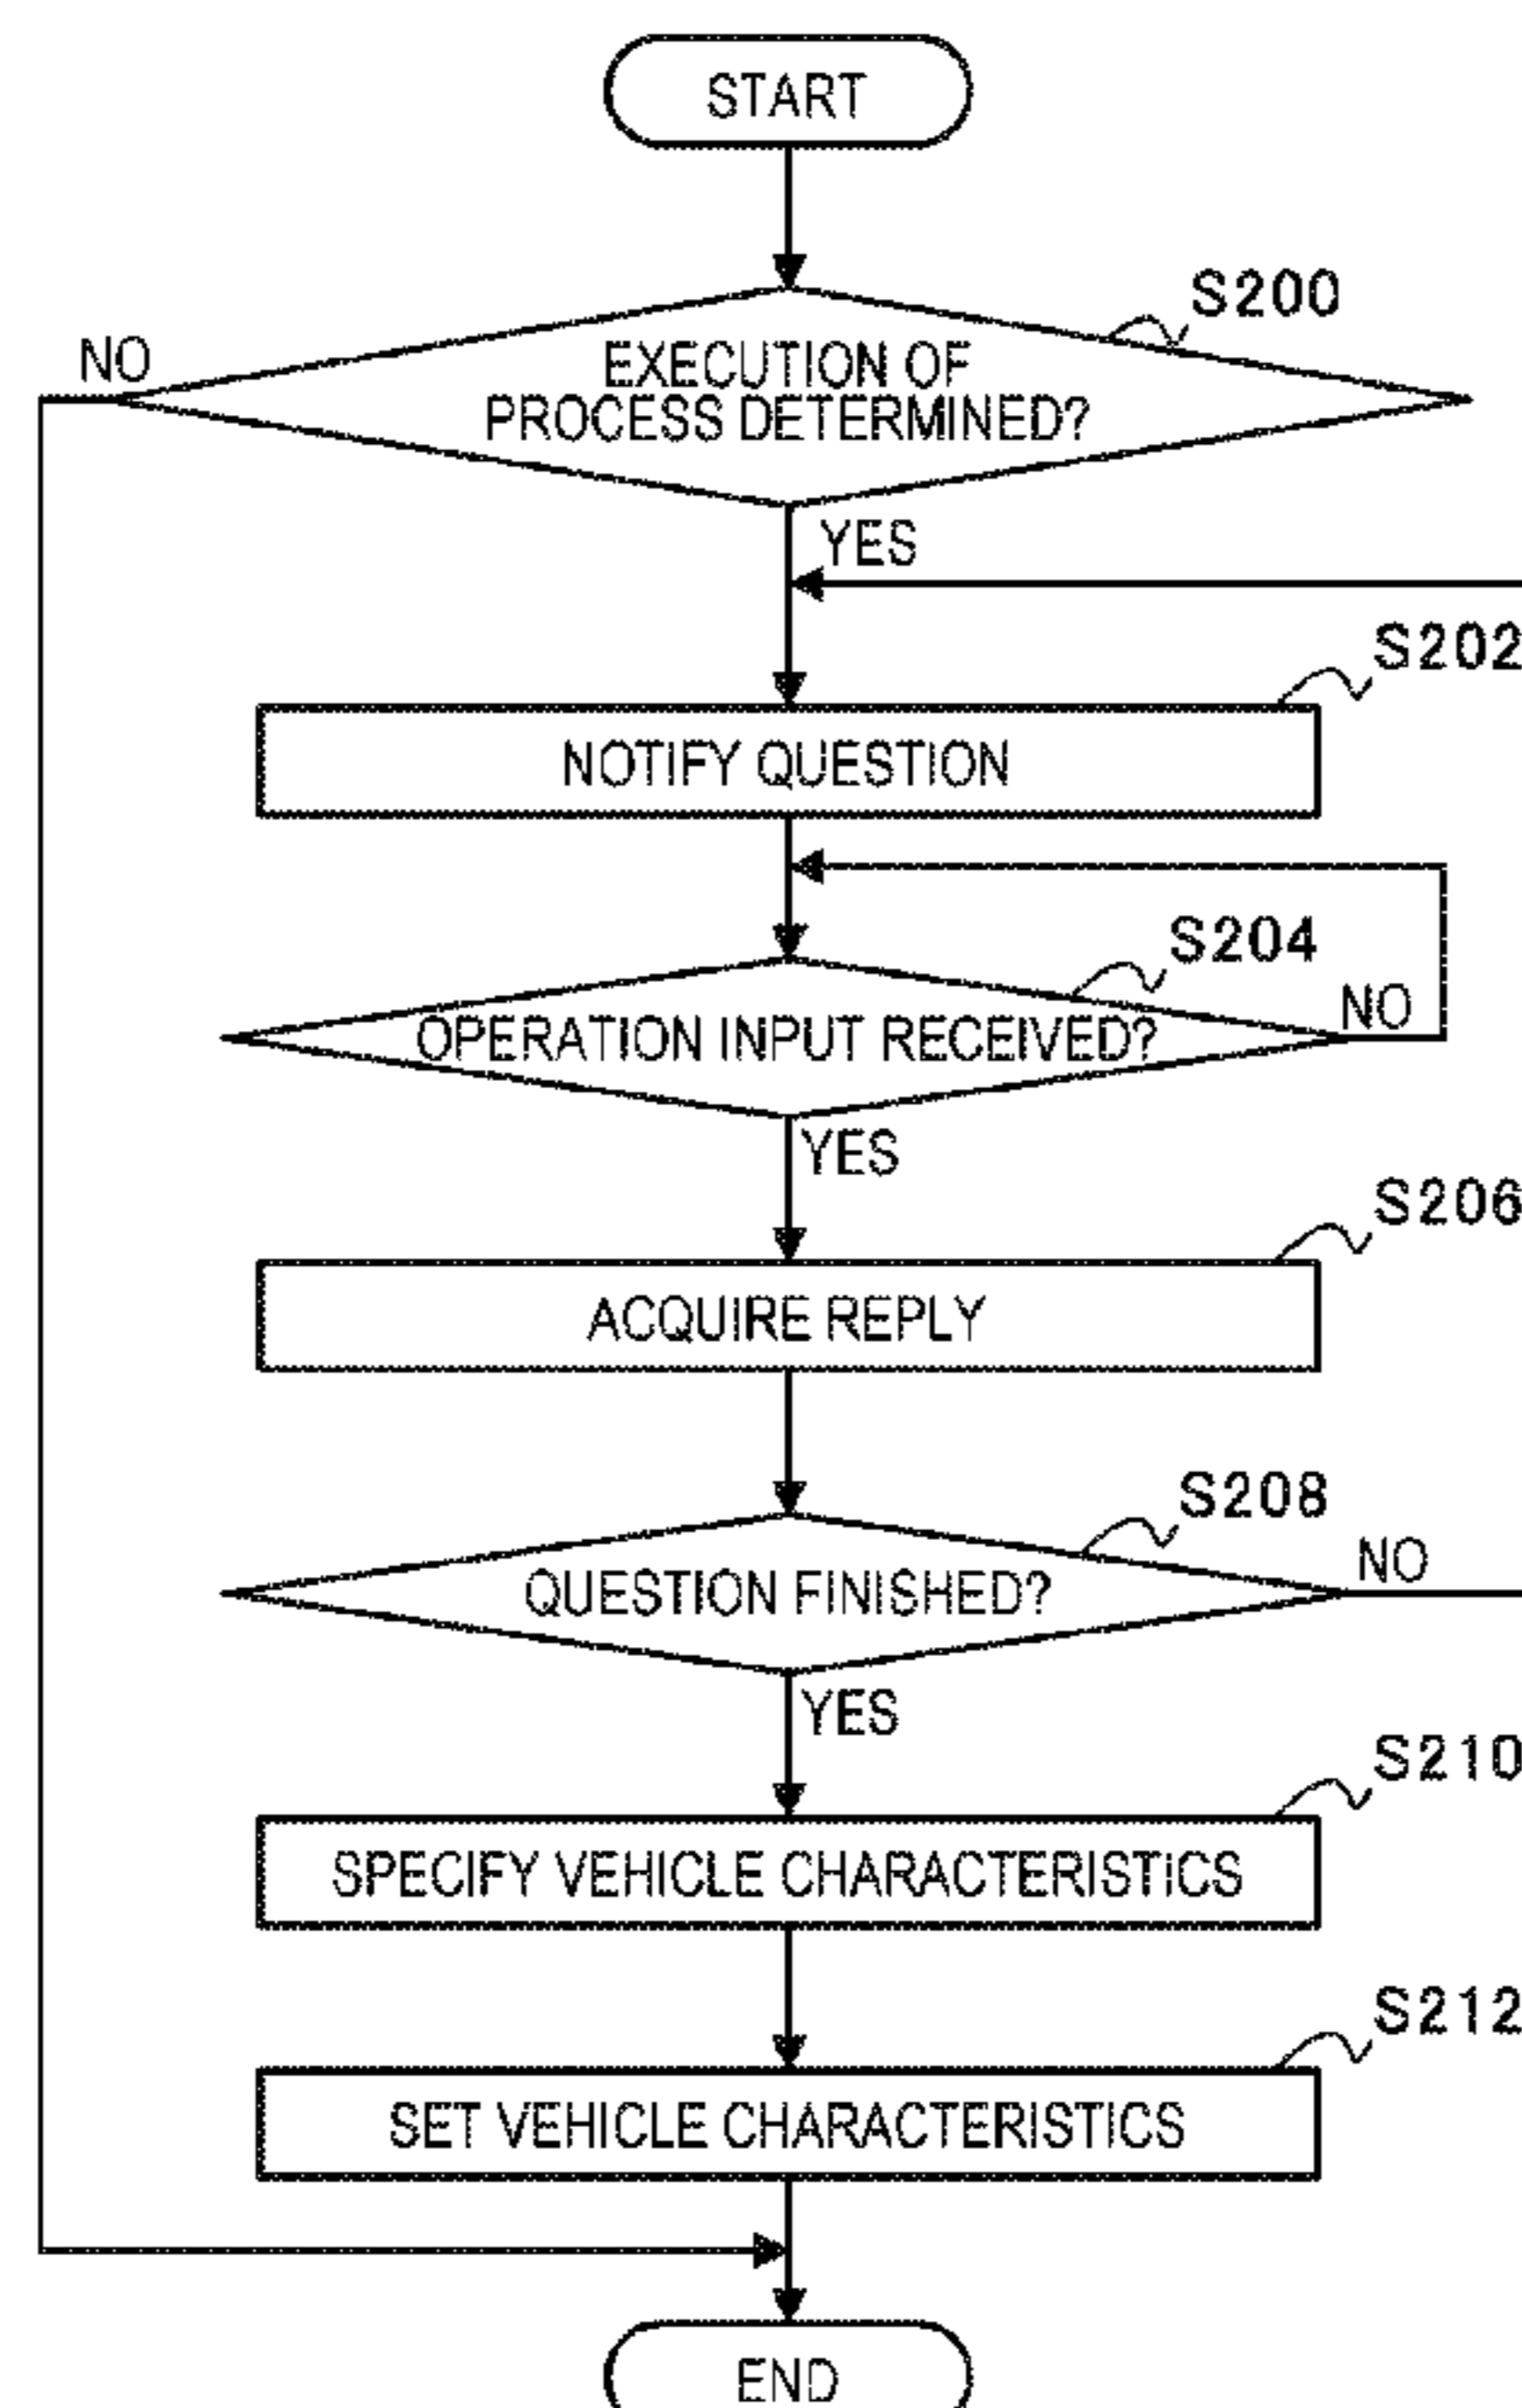 START
S200
NO
EXECUTION OF
PROCESS DETERMINED?
YES
S202
NOTIFY QUESTION
S204
NO
OPERATION INPUT RECEIVED?
YES
S206
ACQUIRE REPLY
S208
NO
QUESTION FINISHED?
YES
S210
SPECIFY VEHICLE CHARACTERISTICS
S212
SET VEHICLE CHARACTERISTICS
END